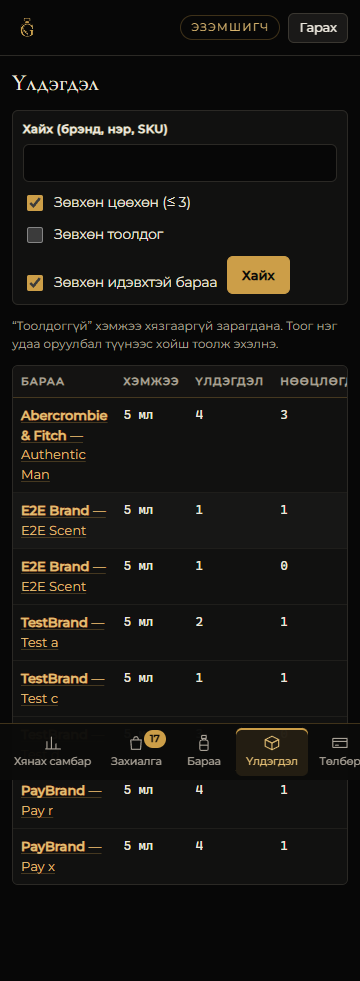 ЭЗЭМШИГЧ
Гарах
Үлдэгдэл
Хайх (брэнд, нэр, SKU)
Зөвхөн цөөхөн (≤ 3)
Зөвхөн тоолдог
Зөвхөн идэвхтэй бараа
Хайх
"Тоолдоггүй" хэмжээ хязгааргүй зарагдана. Тоог нэг
удаа оруулбал түүнээс хойш тоолж эхэлнэ.
БАРАА ХЭМЖЭЭ ҮЛДЭГДЭЛ НӨӨЦЛӨГД
Abercrombie 5 мл 4 3
& Fitch —
Authentic
Man
E2E Brand — 5 мл 1 1
E2E Scent
E2E Brand — 5 мл 1 0
E2E Scent
TestBrand — 5 мл 2 1
Test a
TestBrand — 5 мл 1 1
Test c
TestBrand —
17
Хянах самбар Захиалга Бараа Үлдэгдэл Төлбөр
PayBrand — 5 мл 4 1
Pay r
PayBrand — 5 мл 4 1
Pay x